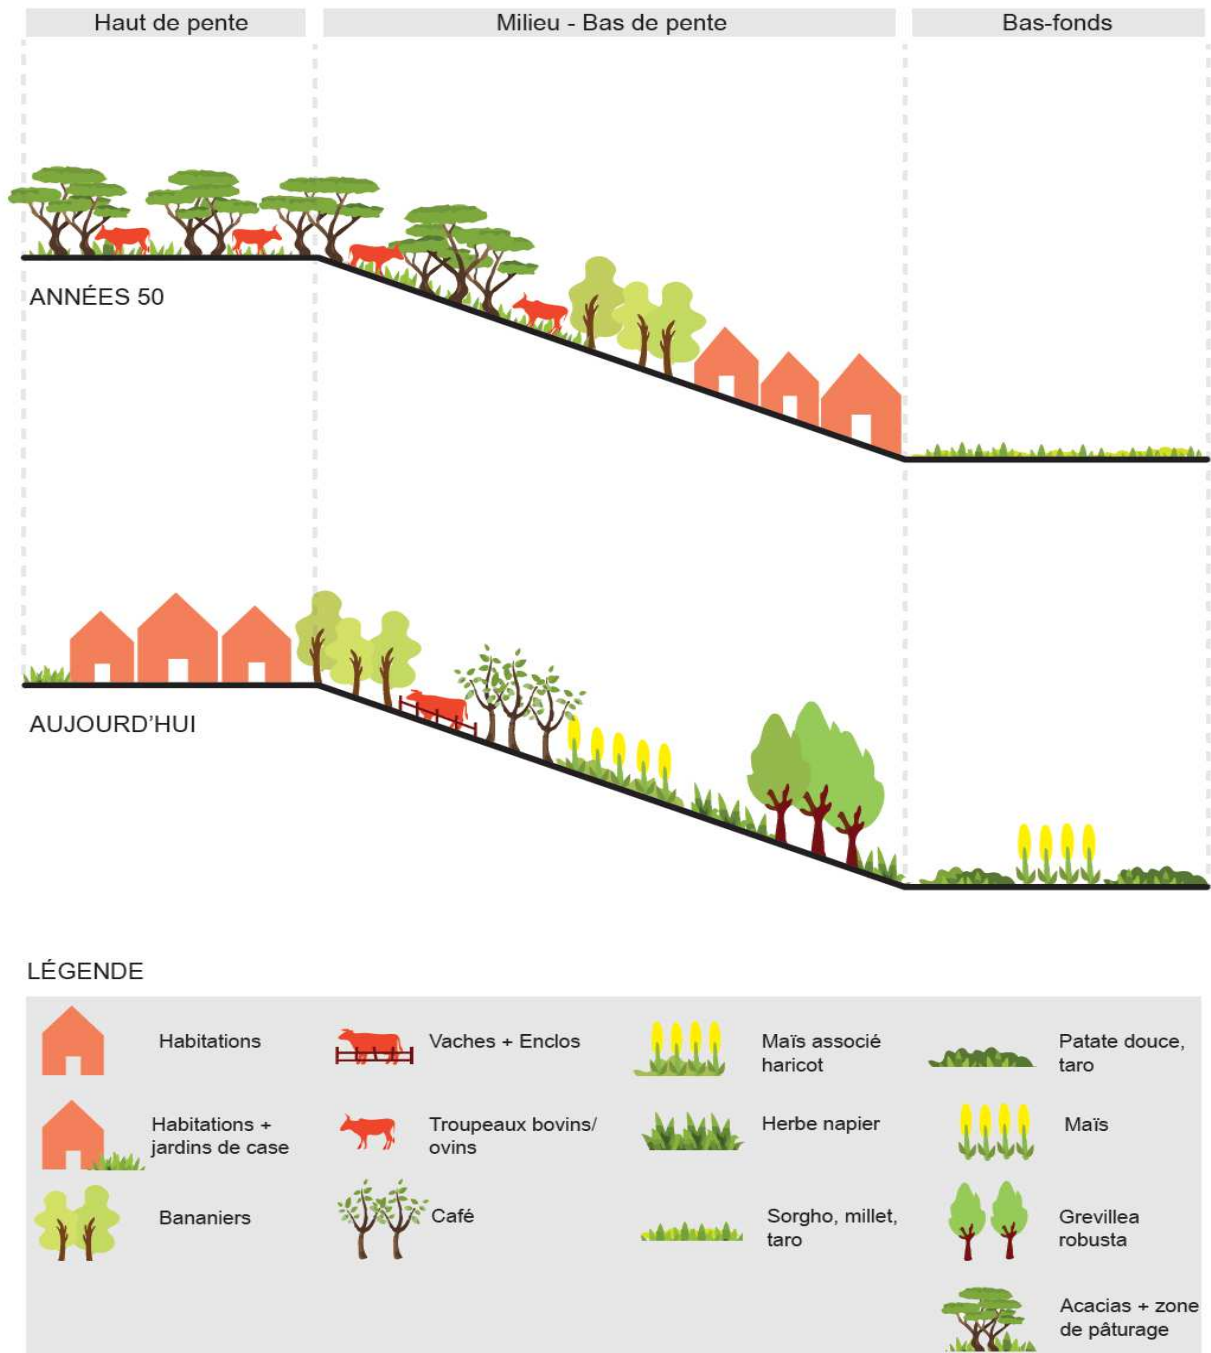 Haut de pente
Milieu - Bas de pente
Bas-fonds
ANNÉES 50
AUJOURD'HUI
LÉGENDE
Habitations
Vaches + Enclos
Maïs associé
haricot
Patate douce,
taro
Habitations +
jardins de case
Troupeaux bovins/
ovins
Herbe napier
Maïs
Bananiers
Café
Sorgho, millet,
taro
Grevillea
robusta
Acacias + zone
de pâturage